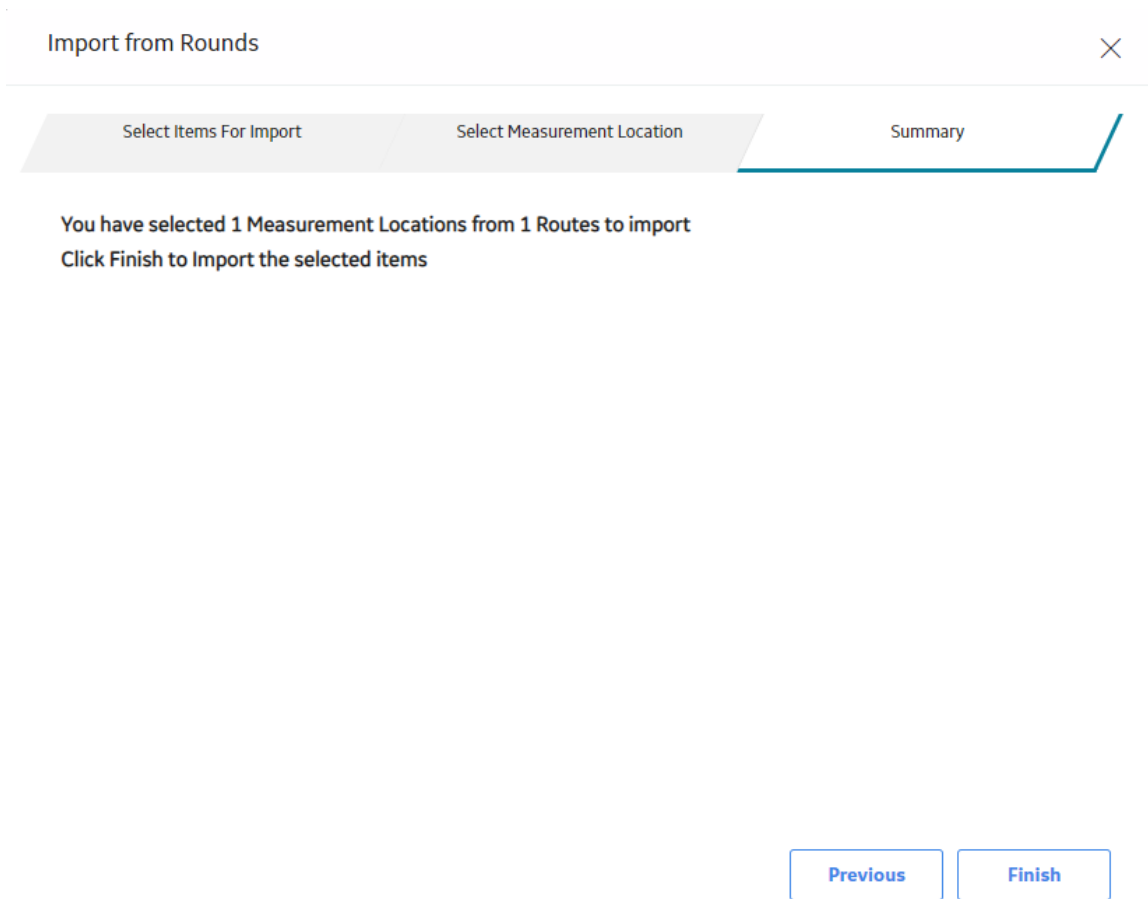 Import from Rounds
Select Items For Import
Select Measurement Location
Summary
You have selected 1 Measurement Locations from 1 Routes to import
Click Finish to Import the selected items
Previous
Finish